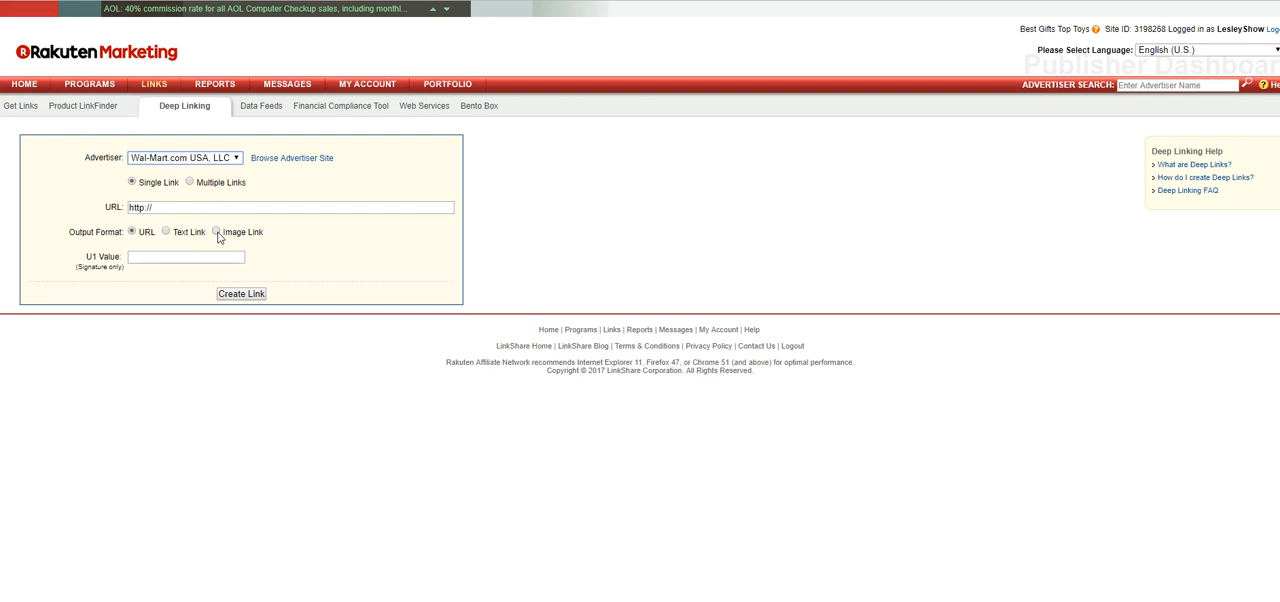 AOL: 40% commission rate for all AOL Computer Checkup sales, including monthl...
Best Gifts Top Toys ? Site ID: 3198268 Logged in as LesleyShow Log
Rakuten Marketing
Please Select Language: English (U.S.)
Publisher Dashboar
HOME PROGRAMS LINKS REPORTS MESSAGES MY ACCOUNT PORTFOLIO ADVERTISER SEARCH: Enter Advertiser Name ? He
Get Links Product LinkFinder Deep Linking Data Feeds Financial Compliance Tool Web Services Bento Box
Advertiser: Wal-Mart.com USA, LLC Browse Advertiser Site
Single Link Multiple Links
URL: http://
Output Format: URL Text Link Image Link
U1 Value:
(Signature only)
Create Link
Deep Linking Help
What are Deep Links?
How do I create Deep Links?
Deep Linking FAQ
Home | Programs | Links | Reports | Messages | My Account | Help
LinkShare Home | LinkShare Blog | Terms & Conditions | Privacy Policy | Contact Us | Logout
Rakuten Affiliate Network recommends Internet Explorer 11, Firefox 47, or Chrome 51 (and above) for optimal performance.
Copyright © 2017 LinkShare Corporation. All Rights Reserved.